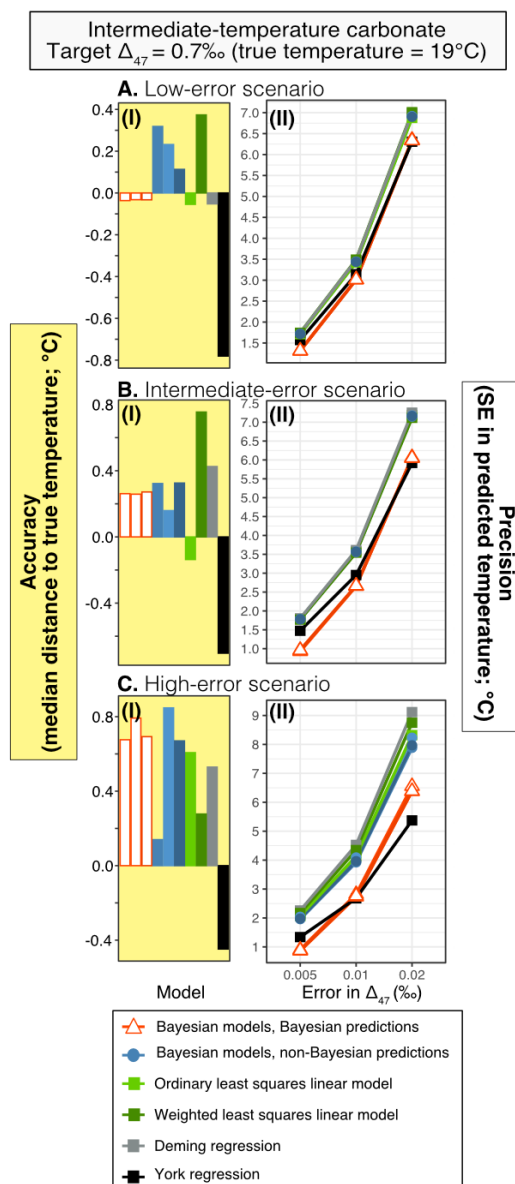 Intermediate-temperature carbonate
Target Δ47 = 0.7‰ (true temperature = 19°C)
A. Low-error scenario
(I)
0.4
0.2
0.0
-0.2
-0.4
-0.6
-0.8
(II)
7.0
6.5
6.0
5.5
5.0
4.5
4.0
3.5
3.0
2.5
2.0
1.5
B. Intermediate-error scenario
(I)
0.8
0.4
0.0
-0.4
(II)
7.5
7.0
6.5
6.0
5.5
5.0
4.5
4.0
3.5
3.0
2.5
2.0
1.5
1.0
Accuracy
(median distance to true temperature; °C)
Precision
(SE in predicted temperature; °C)
C. High-error scenario
(I)
0.8
0.4
0.0
-0.4
(II)
9
8
7
6
5
4
3
2
1
0.005
0.01
0.02
Model
Error in Δ47 (‰)
Bayesian models, Bayesian predictions
Bayesian models, non-Bayesian predictions
Ordinary least squares linear model
Weighted least squares linear model
Deming regression
York regression